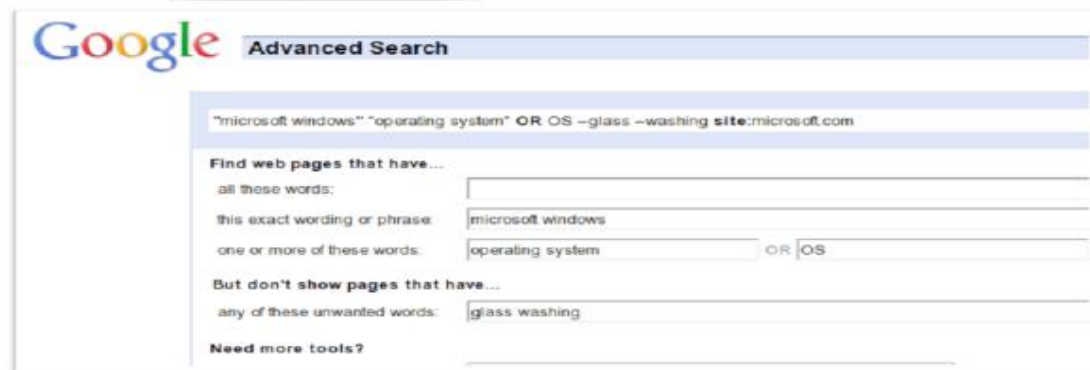 Google Advanced Search
"microsoft windows" "operating system" OR OS –glass –washing site:microsoft.com
Find web pages that have...
all these words:
this exact wording or phrase: microsoft windows
one or more of these words: operating system OR OS
But don't show pages that have...
any of these unwanted words: glass washing
Need more tools?